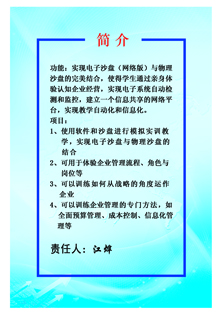 简 介
功能：实现电子沙盘（网络版）与物理
沙盘的完美结合，使得学生通过亲身体
验认知企业经营，实现电子系统自动检
测和监控，建立一个信息共享的网络平
台，实现教学自动化和信息化。
项目：
1、使用软件和沙盘进行模拟实训教
学，实现电子沙盘与物理沙盘的
结合
2、可用于体验企业管理流程、角色与
岗位等
3、可以训练如何从战略的角度运作
企业
4、可以训练企业管理的专门方法，如
全面预算管理、成本控制、信息化管
理等
责任人：江焯